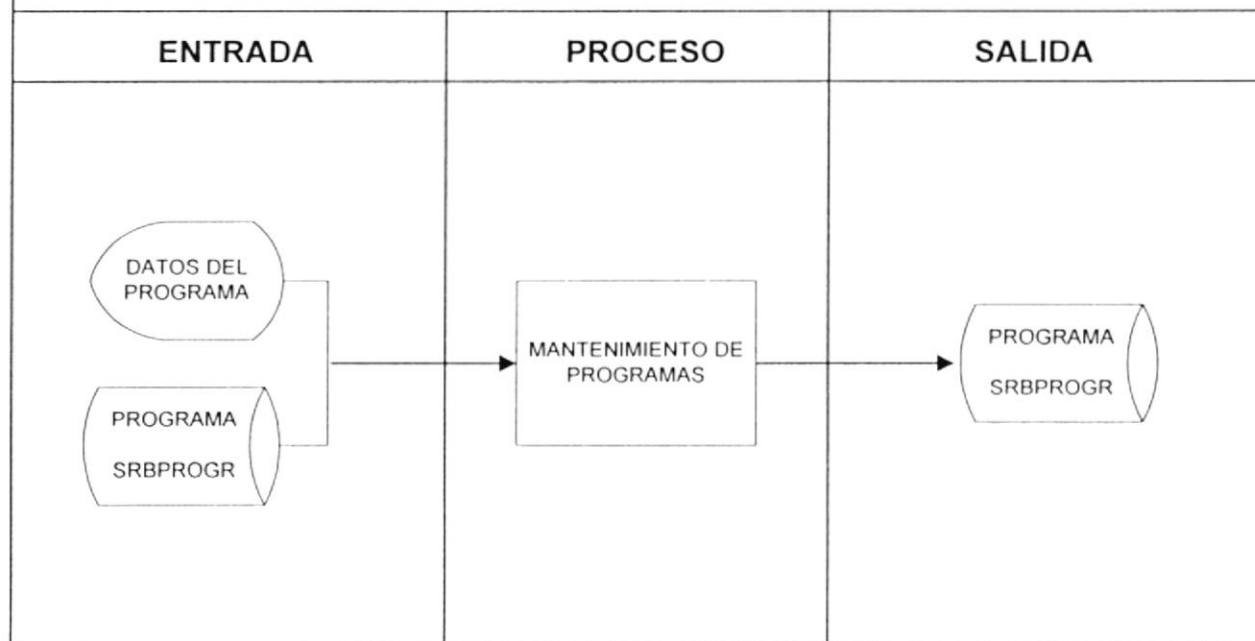 ENTRADA
PROCESO
SALIDA
DATOS DEL
PROGRAMA
PROGRAMA
SRBPROGR
MANTENIMIENTO DE
PROGRAMAS
PROGRAMA
SRBPROGR